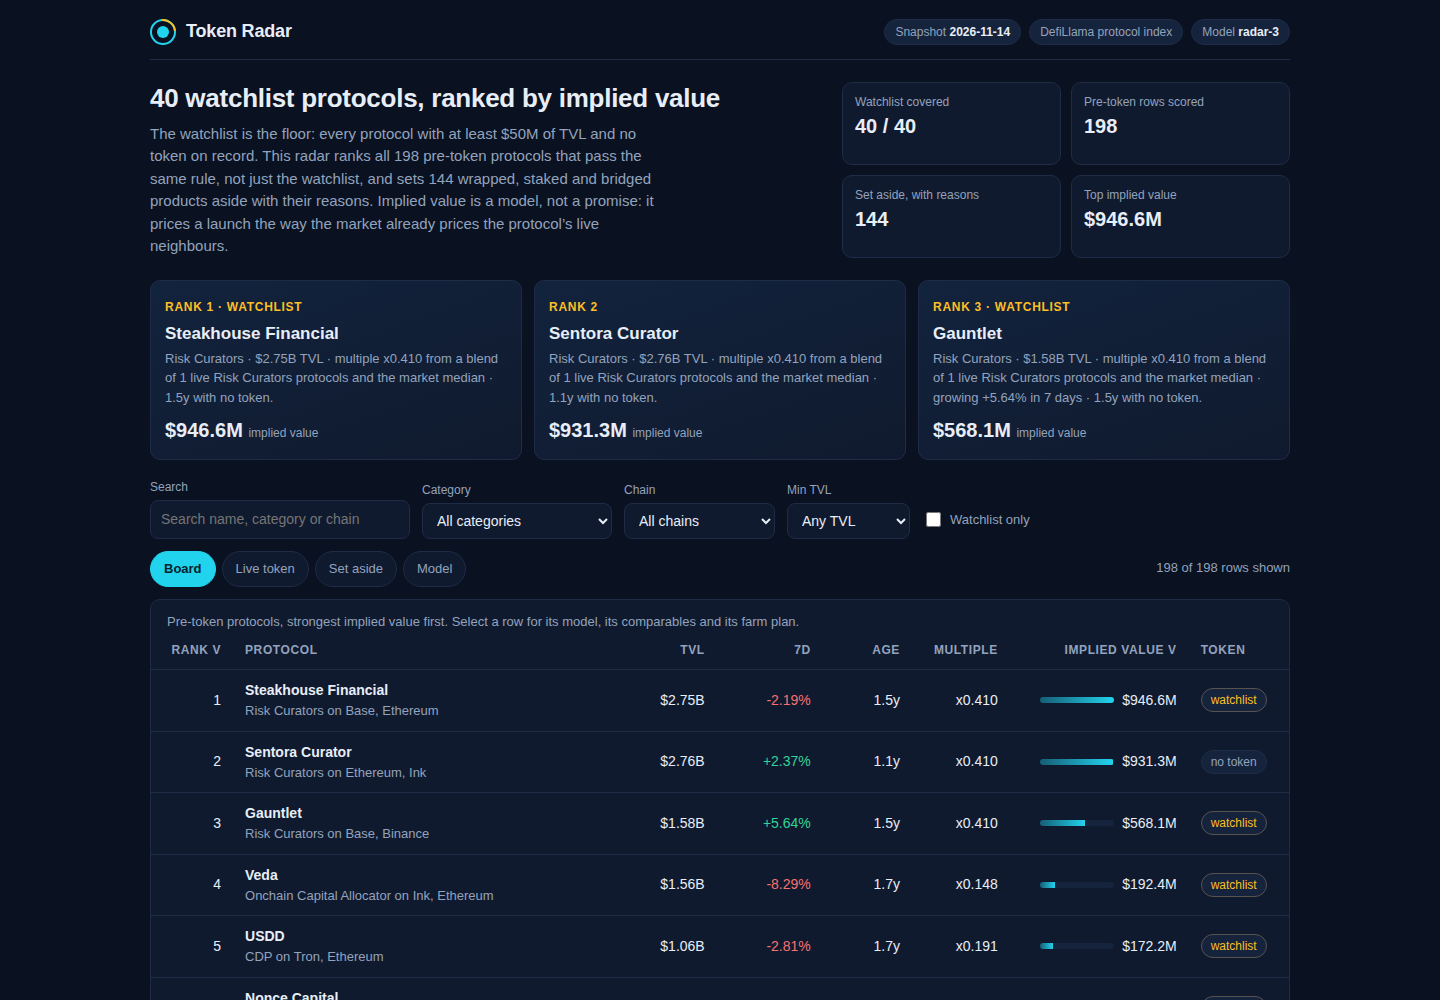 Token Radar
Snapshot 2026-11-14
DefiLlama protocol index
Model radar-3
40 watchlist protocols, ranked by implied value
The watchlist is the floor: every protocol with at least $50M of TVL and no
token on record. This radar ranks all 198 pre-token protocols that pass the
same rule, not just the watchlist, and sets 144 wrapped, staked and bridged
products aside with their reasons. Implied value is a model, not a promise: it
prices a launch the way the market already prices the protocol’s live
neighbours.
Watchlist covered
40 / 40
Pre-token rows scored
198
Set aside, with reasons
144
Top implied value
$946.6M
RANK 1 · WATCHLIST
Steakhouse Financial
Risk Curators · $2.75B TVL · multiple x0.410 from a blend
of 1 live Risk Curators protocols and the market median ·
1.5y with no token.
$946.6M implied value
RANK 2
Sentora Curator
Risk Curators · $2.76B TVL · multiple x0.410 from a blend
of 1 live Risk Curators protocols and the market median ·
1.1y with no token.
$931.3M implied value
RANK 3 · WATCHLIST
Gauntlet
Risk Curators · $1.58B TVL · multiple x0.410 from a blend
of 1 live Risk Curators protocols and the market median ·
growing +5.64% in 7 days · 1.5y with no token.
$568.1M implied value
Search
Search name, category or chain
Category
All categories
Chain
All chains
Min TVL
Any TVL
Watchlist only
Board
Live token
Set aside
Model
198 of 198 rows shown
Pre-token protocols, strongest implied value first. Select a row for its model, its comparables and its farm plan.
RANK V PROTOCOL TVL 7D AGE MULTIPLE IMPLIED VALUE V TOKEN
1 Steakhouse Financial $2.75B -2.19% 1.5y x0.410 $946.6M watchlist
Risk Curators on Base, Ethereum
2 Sentora Curator $2.76B +2.37% 1.1y x0.410 $931.3M no token
Risk Curators on Ethereum, Ink
3 Gauntlet $1.58B +5.64% 1.5y x0.410 $568.1M watchlist
Risk Curators on Base, Binance
4 Veda $1.56B -8.29% 1.7y x0.148 $192.4M watchlist
Onchain Capital Allocator on Ink, Ethereum
5 USDD $1.06B -2.81% 1.7y x0.191 $172.2M watchlist
CDP on Tron, Ethereum
Nonce Capital